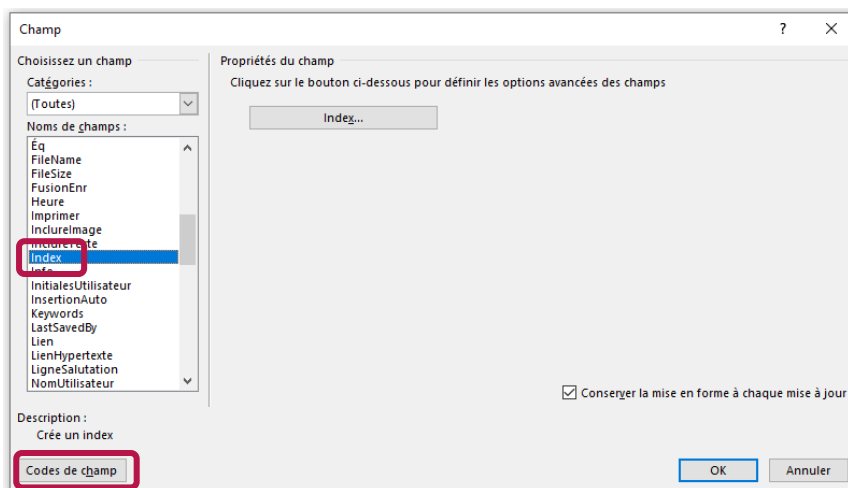 Champ
Choisissez un champ
Catégories :
(Toutes)
Noms de champs :
Éq
FileName
FileSize
FusionEnr
Heure
Imprimer
InclureImage
InclureTexte
Index
Info
InitialesUtilisateur
InsertionAuto
Keywords
LastSavedBy
Lien
LienHypertexte
LigneSalutation
NomUtilisateur
Propriétés du champ
Cliquez sur le bouton ci-dessous pour définir les options avancées des champs
Index...
Conserver la mise en forme à chaque mise à jour
Description :
Crée un index
Codes de champ
OK
Annuler